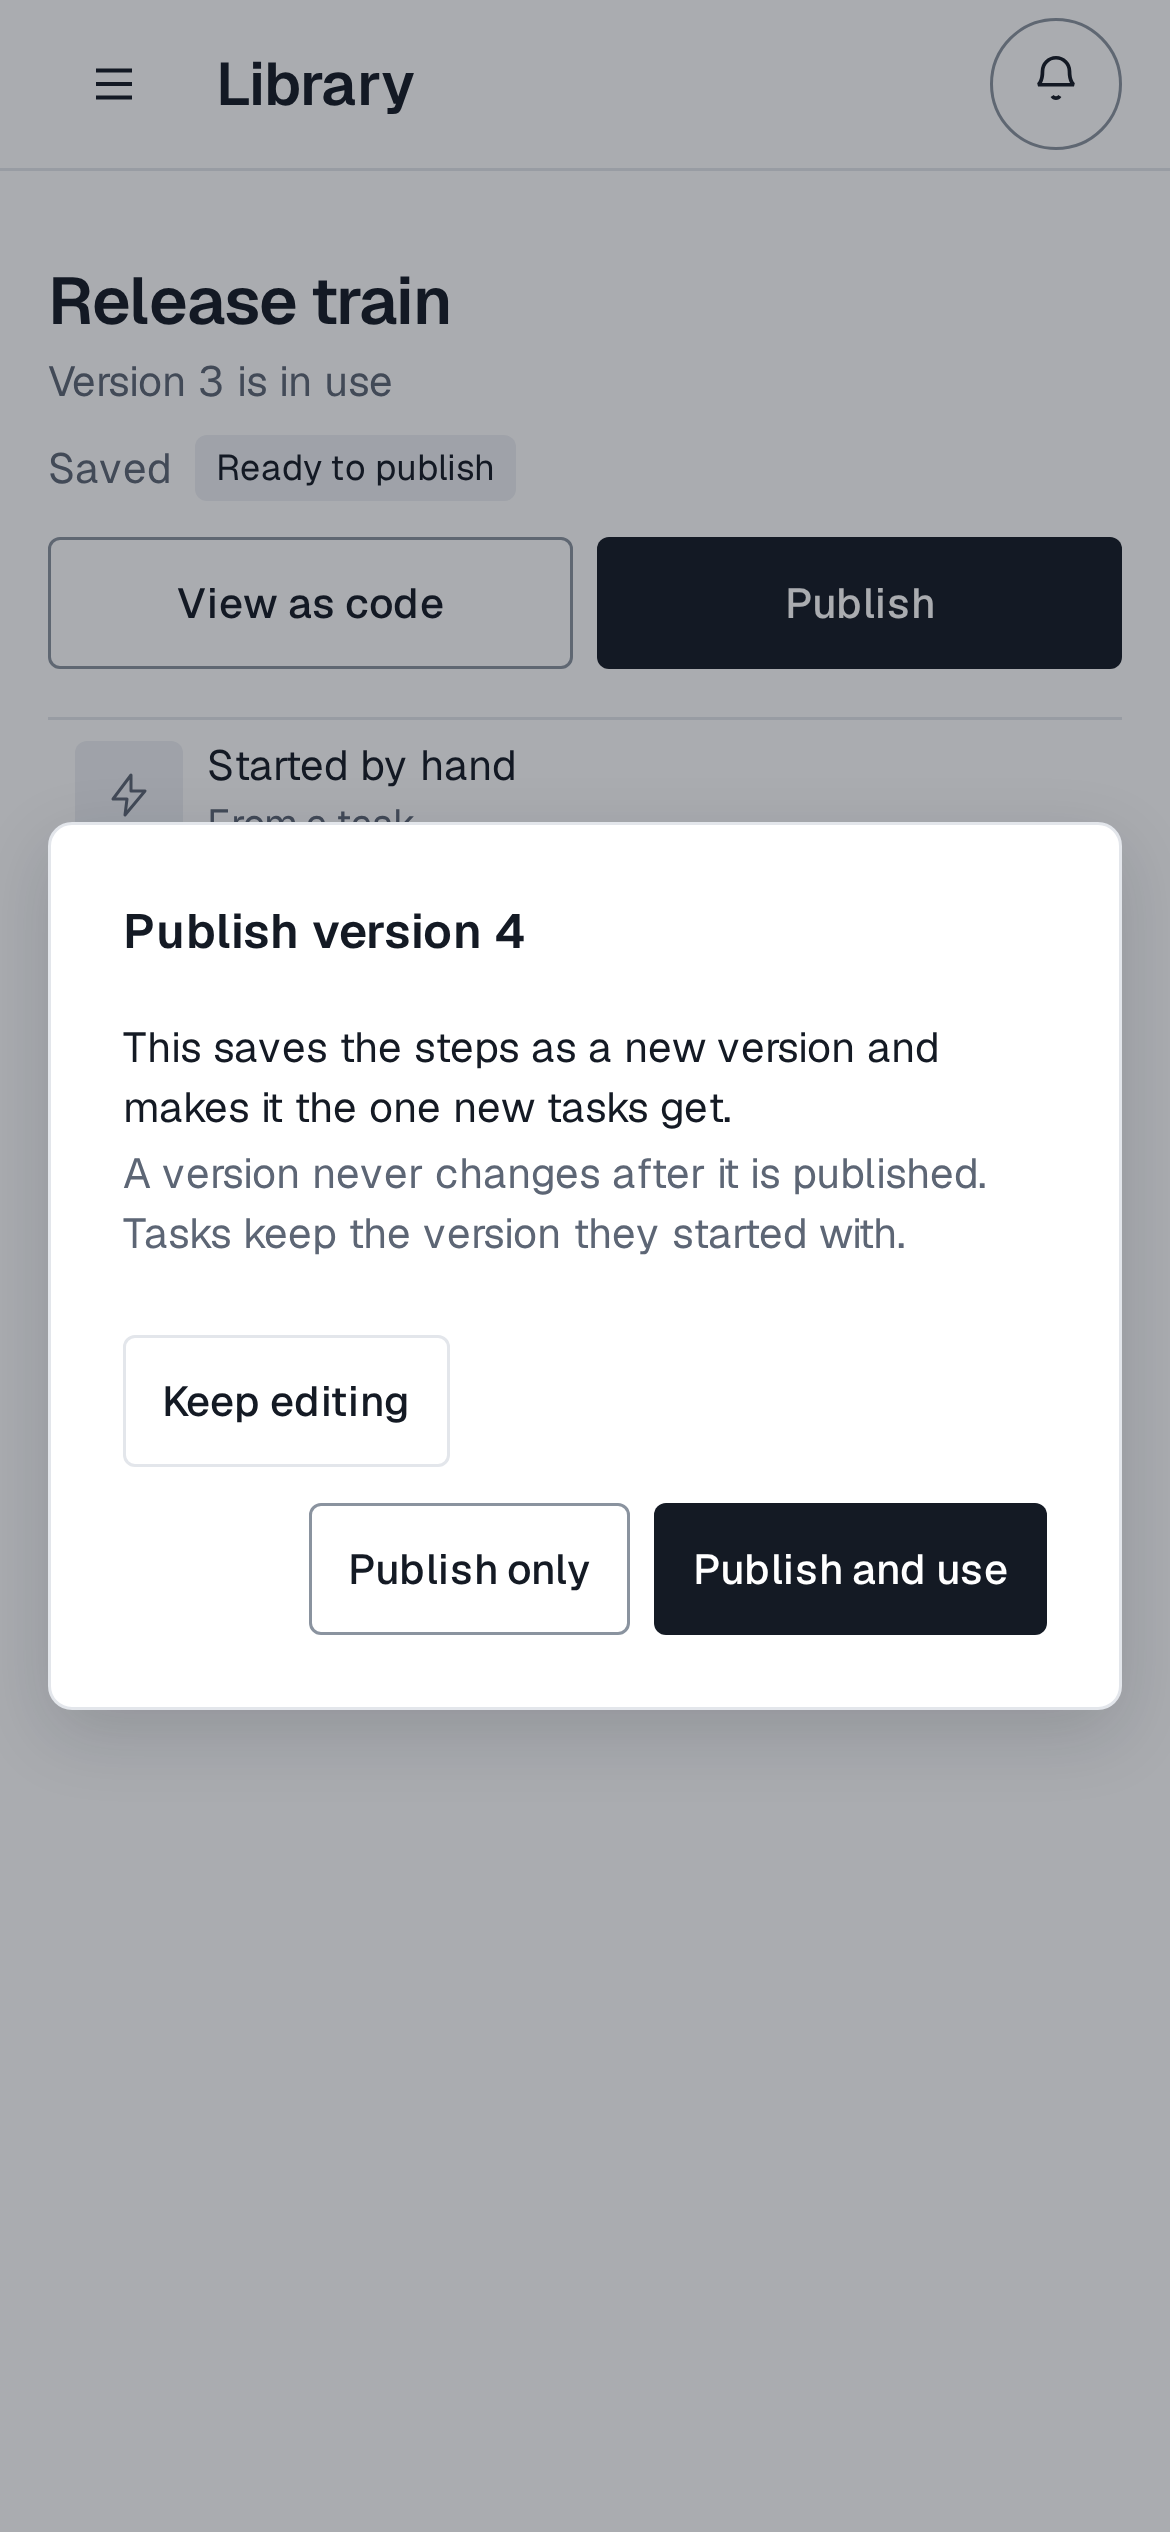 Library
Release train
Version 3 is in use
Saved
Ready to publish
View as code
Publish
Started by hand
From a task
Publish version 4
This saves the steps as a new version and
makes it the one new tasks get.
A version never changes after it is published.
Tasks keep the version they started with.
Keep editing
Publish only
Publish and use